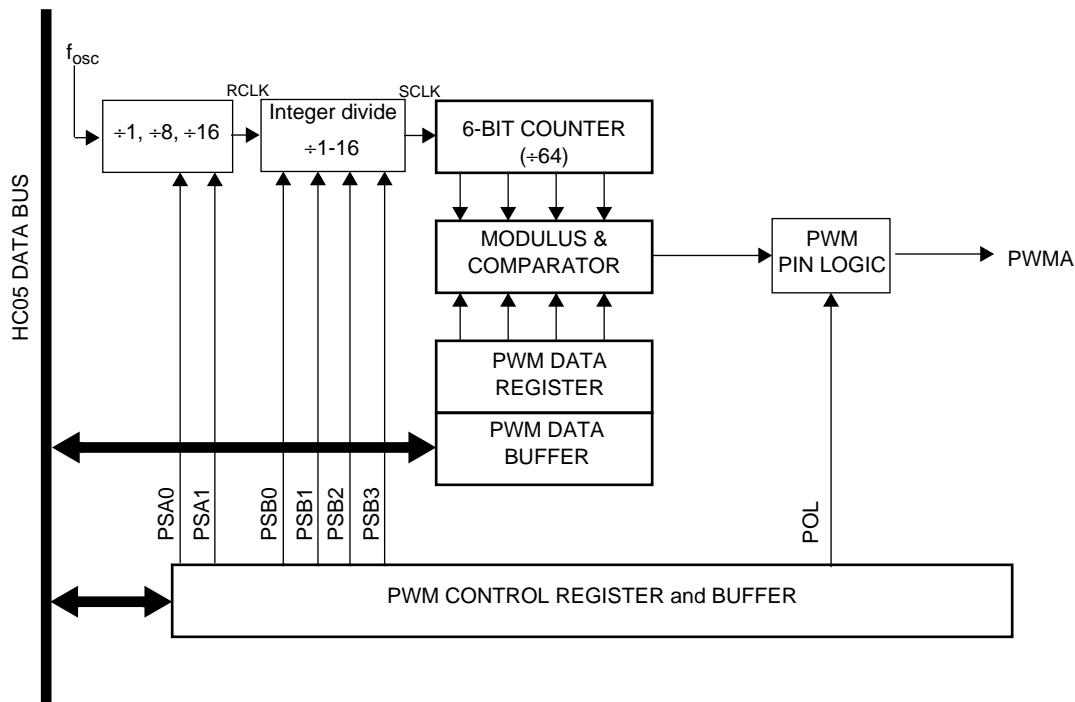 fosc
RCLK
SCLK
÷1, ÷8, ÷16
Integer divide
÷1-16
6-BIT COUNTER
(÷64)
HC05 DATA BUS
MODULUS &
COMPARATOR
PWM
PIN LOGIC
PWMA
PWM DATA
REGISTER
PWM DATA
BUFFER
PSA0
PSA1
PSB0
PSB1
PSB2
PSB3
POL
PWM CONTROL REGISTER and BUFFER